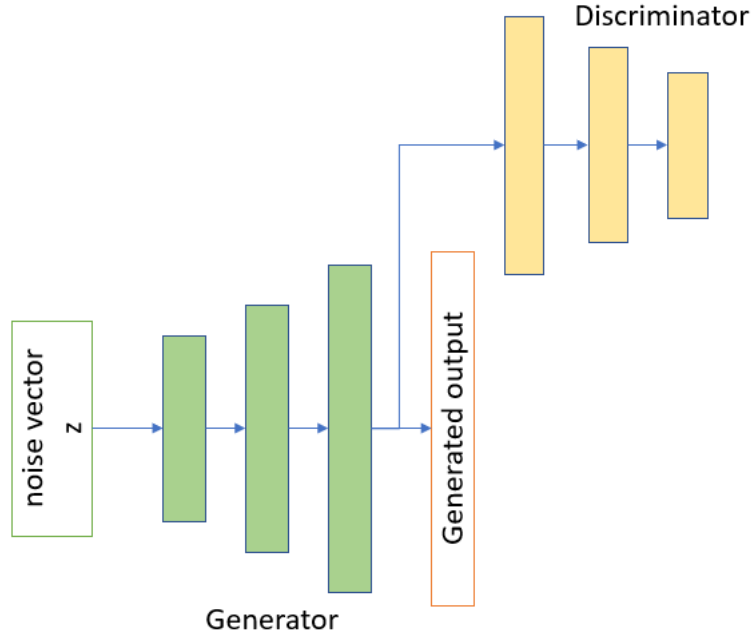 Discriminator
noise vector
z
Generated output
Generator